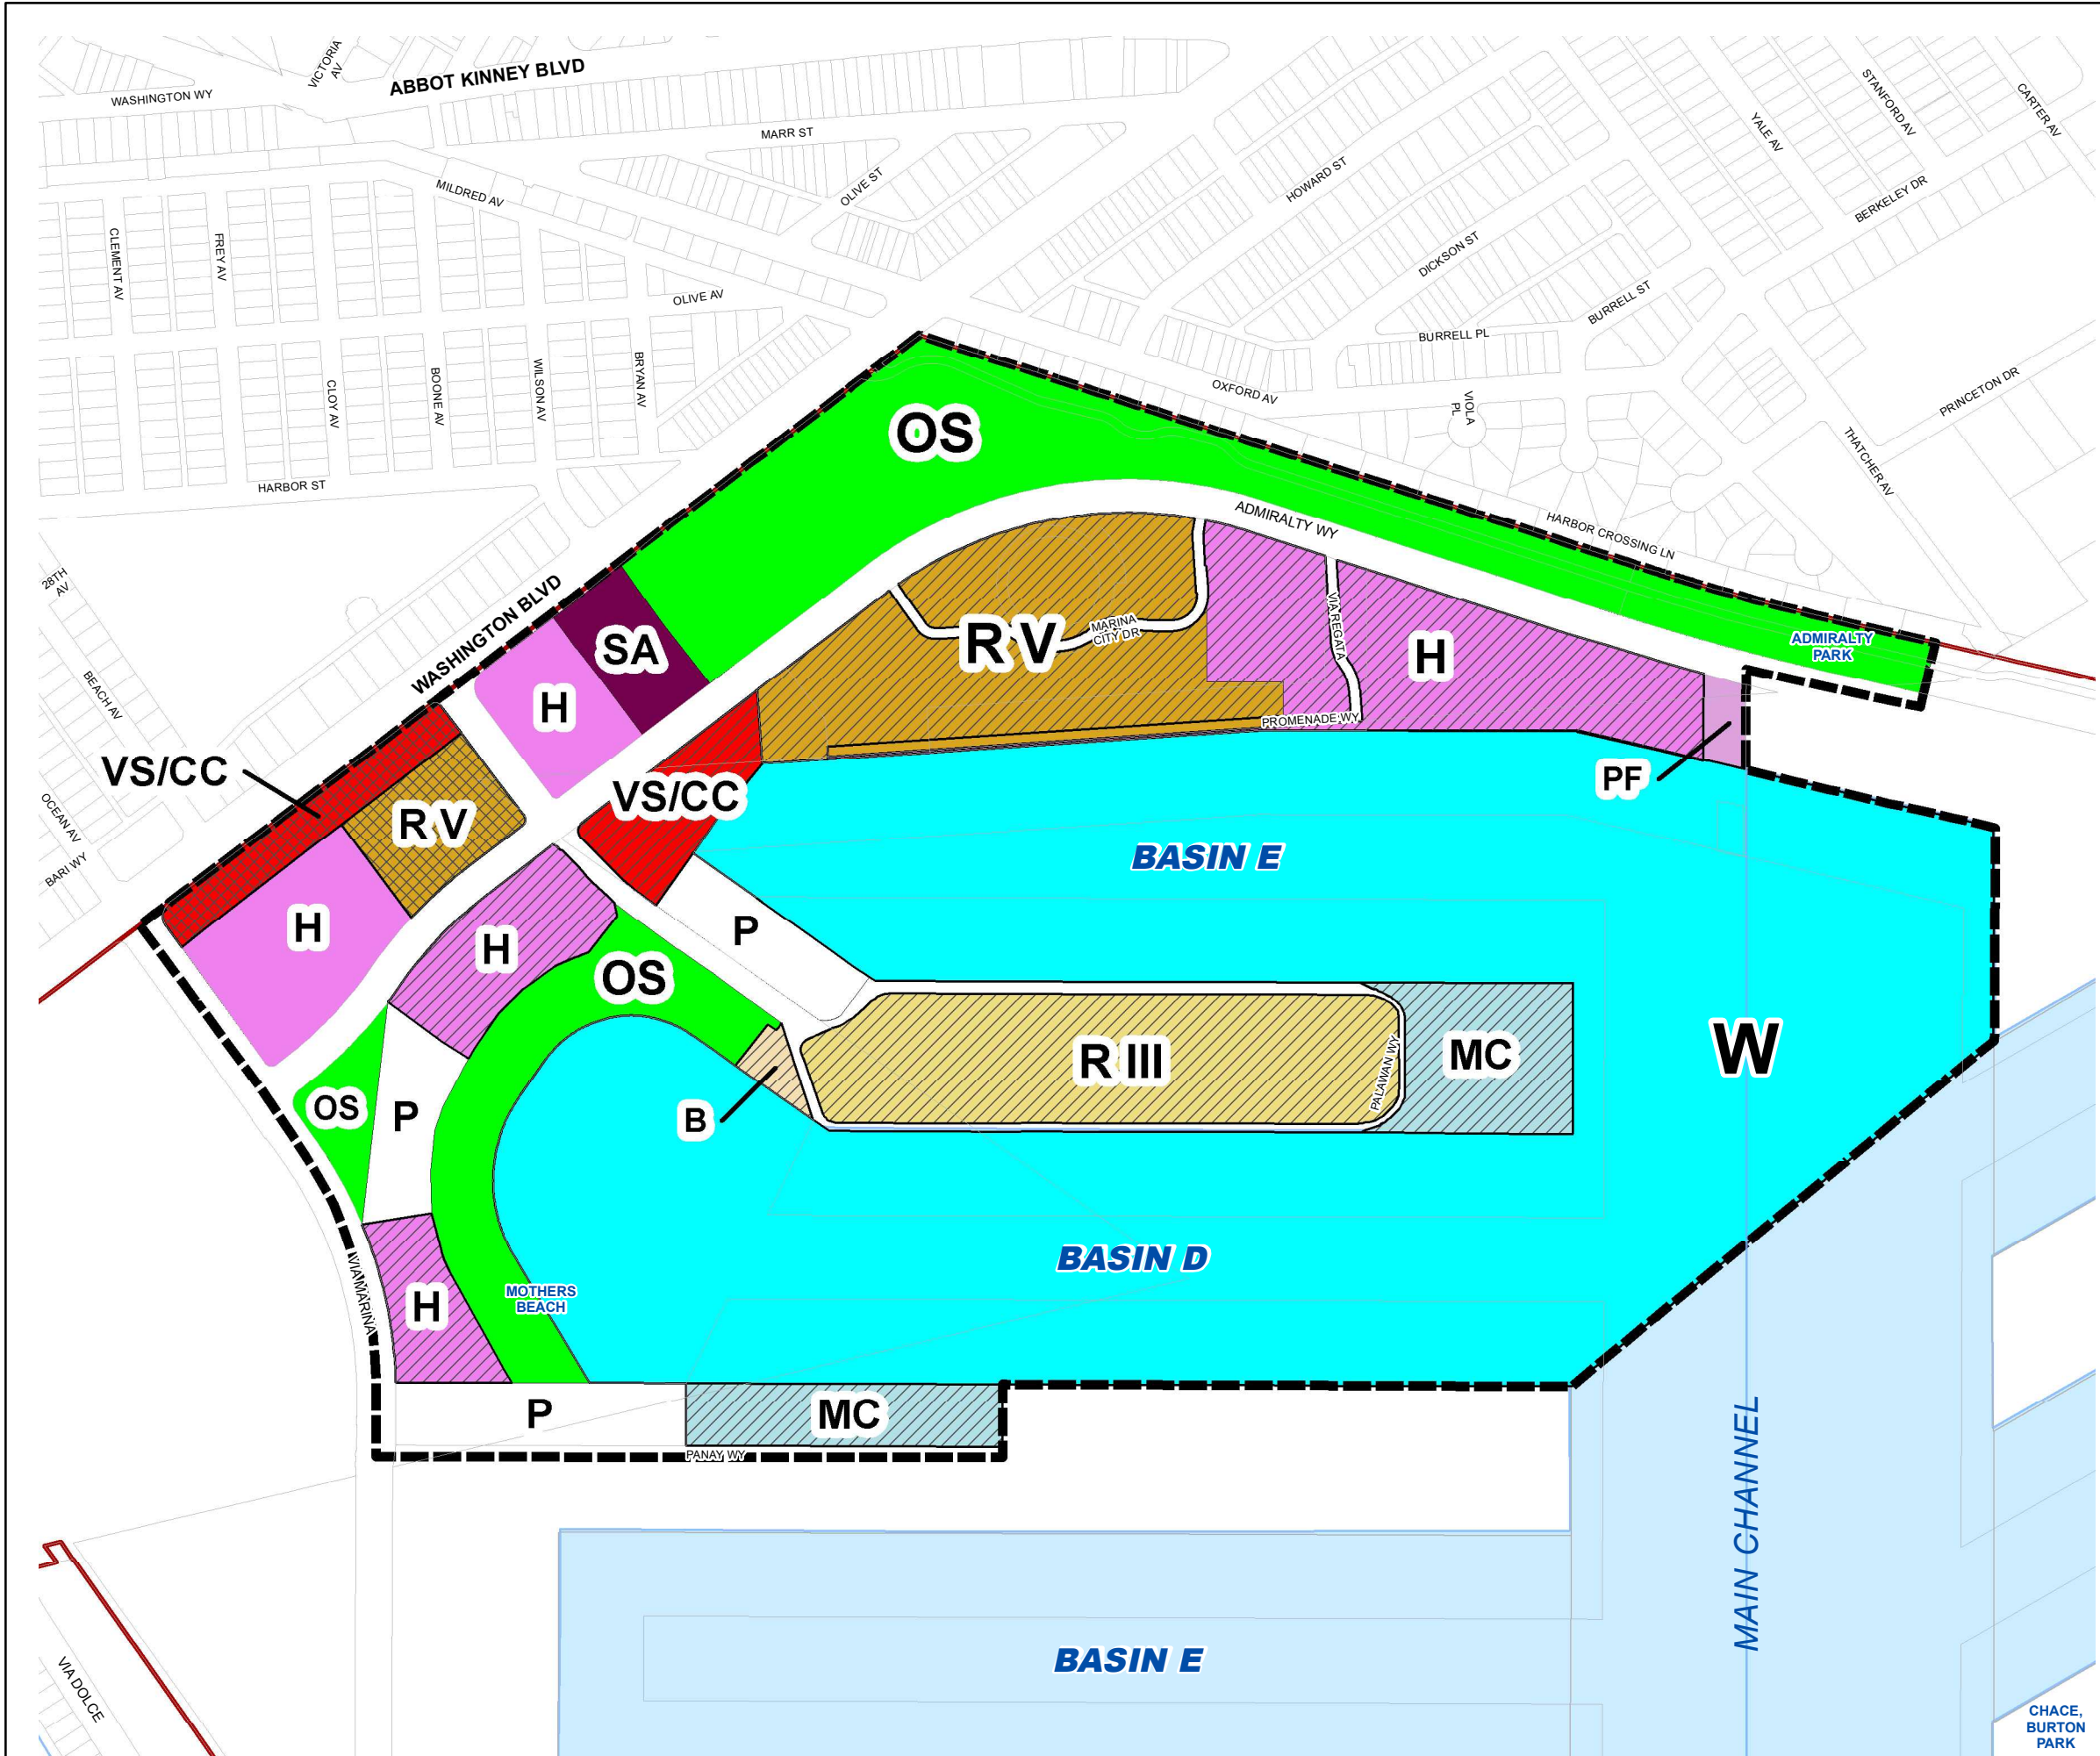 VICTORIA
AV
ABBOT KINNEY BLVD
WASHINGTON WY
STANFORD AV
CARTER AV
YALE AV
MARR ST
MILDRED AV
OLIVE ST
HOWARD ST
BERKELEY DR
CLEMENT AV
FREY AV
DICKSON ST
OLIVE AV
BURRELL ST
BURRELL PL
CLOY AV
BOONE AV
WILSON AV
BRYAN AV
OXFORD AV
VIOLA
PL
PRINCETON DR
THATCHER AV
OS
HARBOR ST
ADMIRALTY WY
HARBOR CROSSING LN
28TH
AV
WASHINGTON BLVD
SA
R V
MARINA
CITY DR
VIA REGATA
H
ADMIRALTY
PARK
BEACH AV
H
PROMENADE WY
VS/CC
VS/CC
PF
OCEAN AV
R V
BARI WY
BASIN E
H
H
P
OS
W
R III
MC
PALAWAN WY
OS
P
B
BASIN D
VIA MARINA
H
MOTHERS
BEACH
P
MC
PANAY WY
MAIN CHANNEL
BASIN E
VIA DOLCE
CHACE,
BURTON
PARK